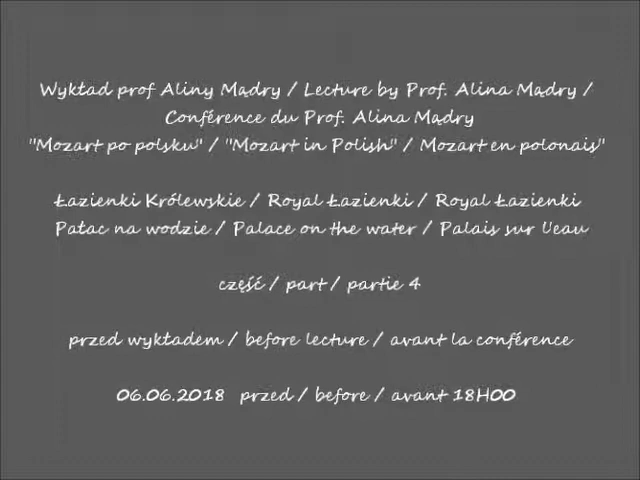 Wykład prof Aliny Mądry / Lecture by Prof. Alina Mądry /
Conférence du Prof. Alina Mądry
"Mozart po polsku" / "Mozart in Polish" / Mozart en polonais"
Łazienki Królewskie / Royal Łazienki / Royal Łazienki
Pałac na wodzie / Palace on the water / Palais sur l'eau
część / part / partie 4
przed wykładem / before lecture / avant la conférence
06.06.2018 przed / before / avant 18H00